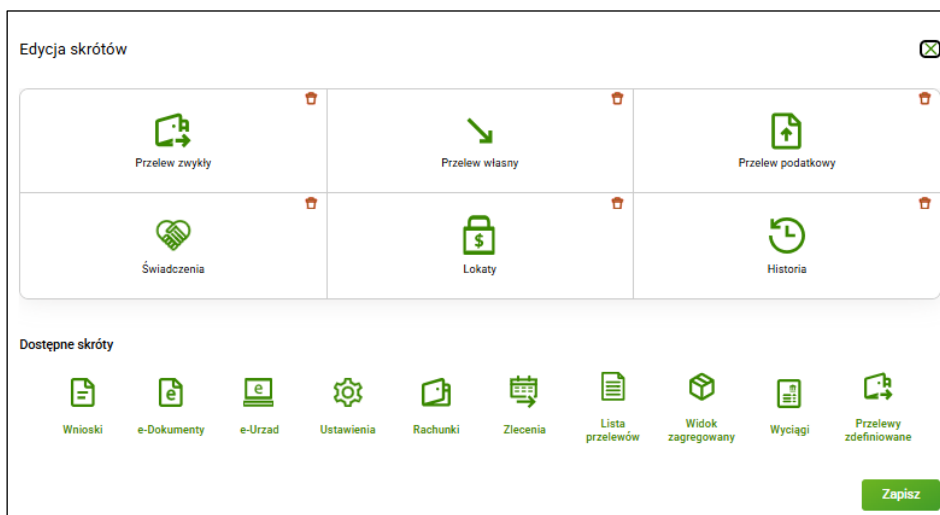 Edycja skrótów
Przelew zwykły
Przelew własny
Przelew podatkowy
$
Świadczenia
Lokaty
Historia
Dostępne skróty
e
e
Wnioski
e-Dokumenty
e-Urzad
Ustawienia
Rachunki
Zlecenia
Lista
przelewów
Widok
zagregowany
Wyciągi
Przelewy
zdefiniowane
Zapisz